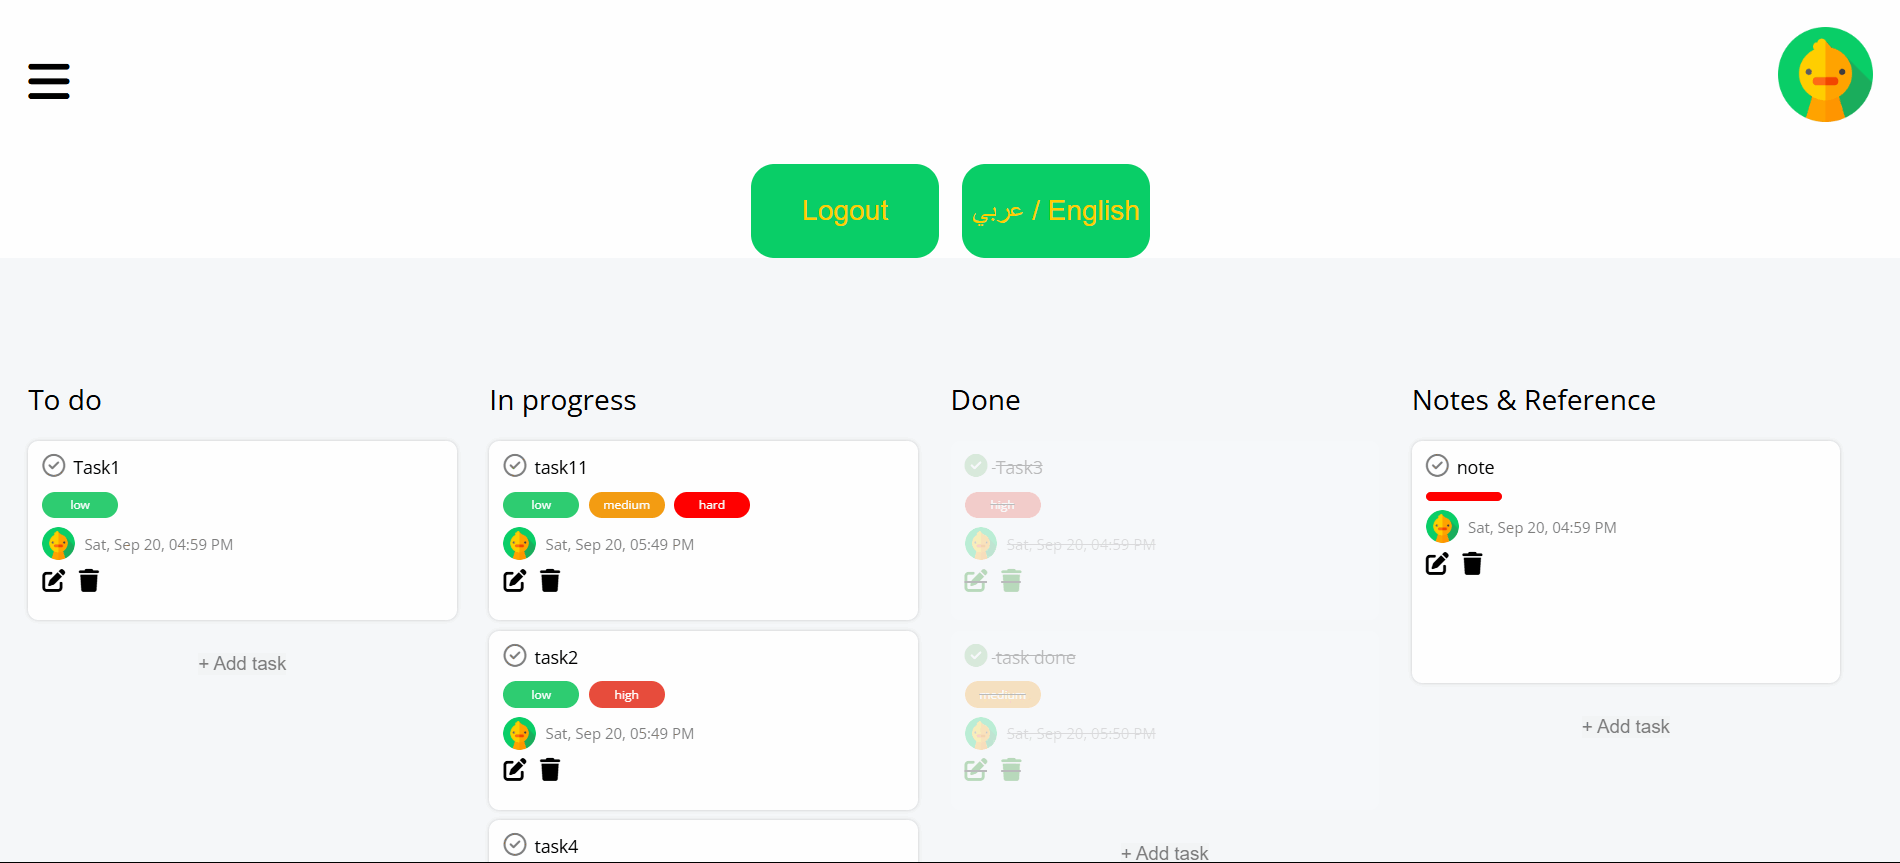 Logout
عربي / English
To do
Task1
low
Sat, Sep 20, 04:59 PM
+ Add task
In progress
task11
low medium hard
Sat, Sep 20, 05:49 PM
task2
low high
Sat, Sep 20, 05:49 PM
task4
Done
-Task3
high
Sat, Sep 20, 04:59 PM
-task done
medium
Sat, Sep 20, 05:50 PM
+ Add task
Notes & Reference
note
Sat, Sep 20, 04:59 PM
+ Add task